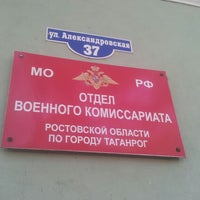 ул. Александровская
37
МО РФ
ОТДЕЛ
ВОЕННОГО КОМИССАРИАТА
РОСТОВСКОЙ ОБЛАСТИ
ПО ГОРОДУ ТАГАНРОГ